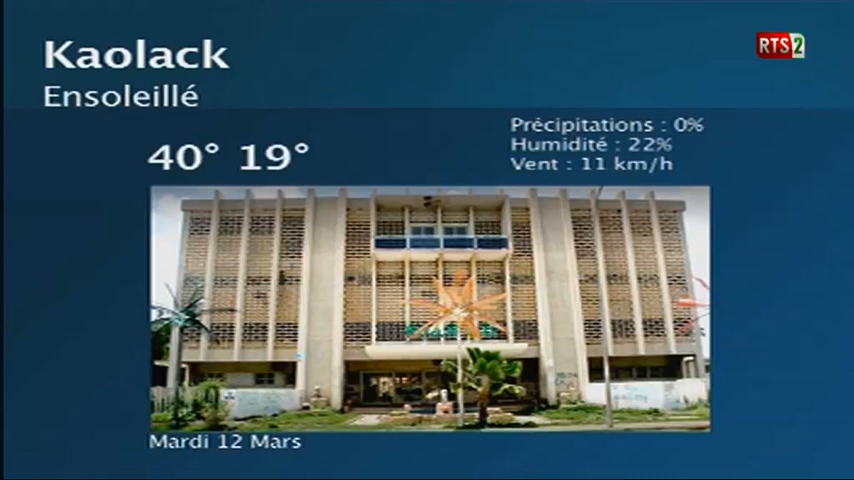 Kaolack
RTS2
Ensoleillé
40° 19°
Précipitations : 0%
Humidité : 22%
Vent : 11 km/h
Mardi 12 Mars